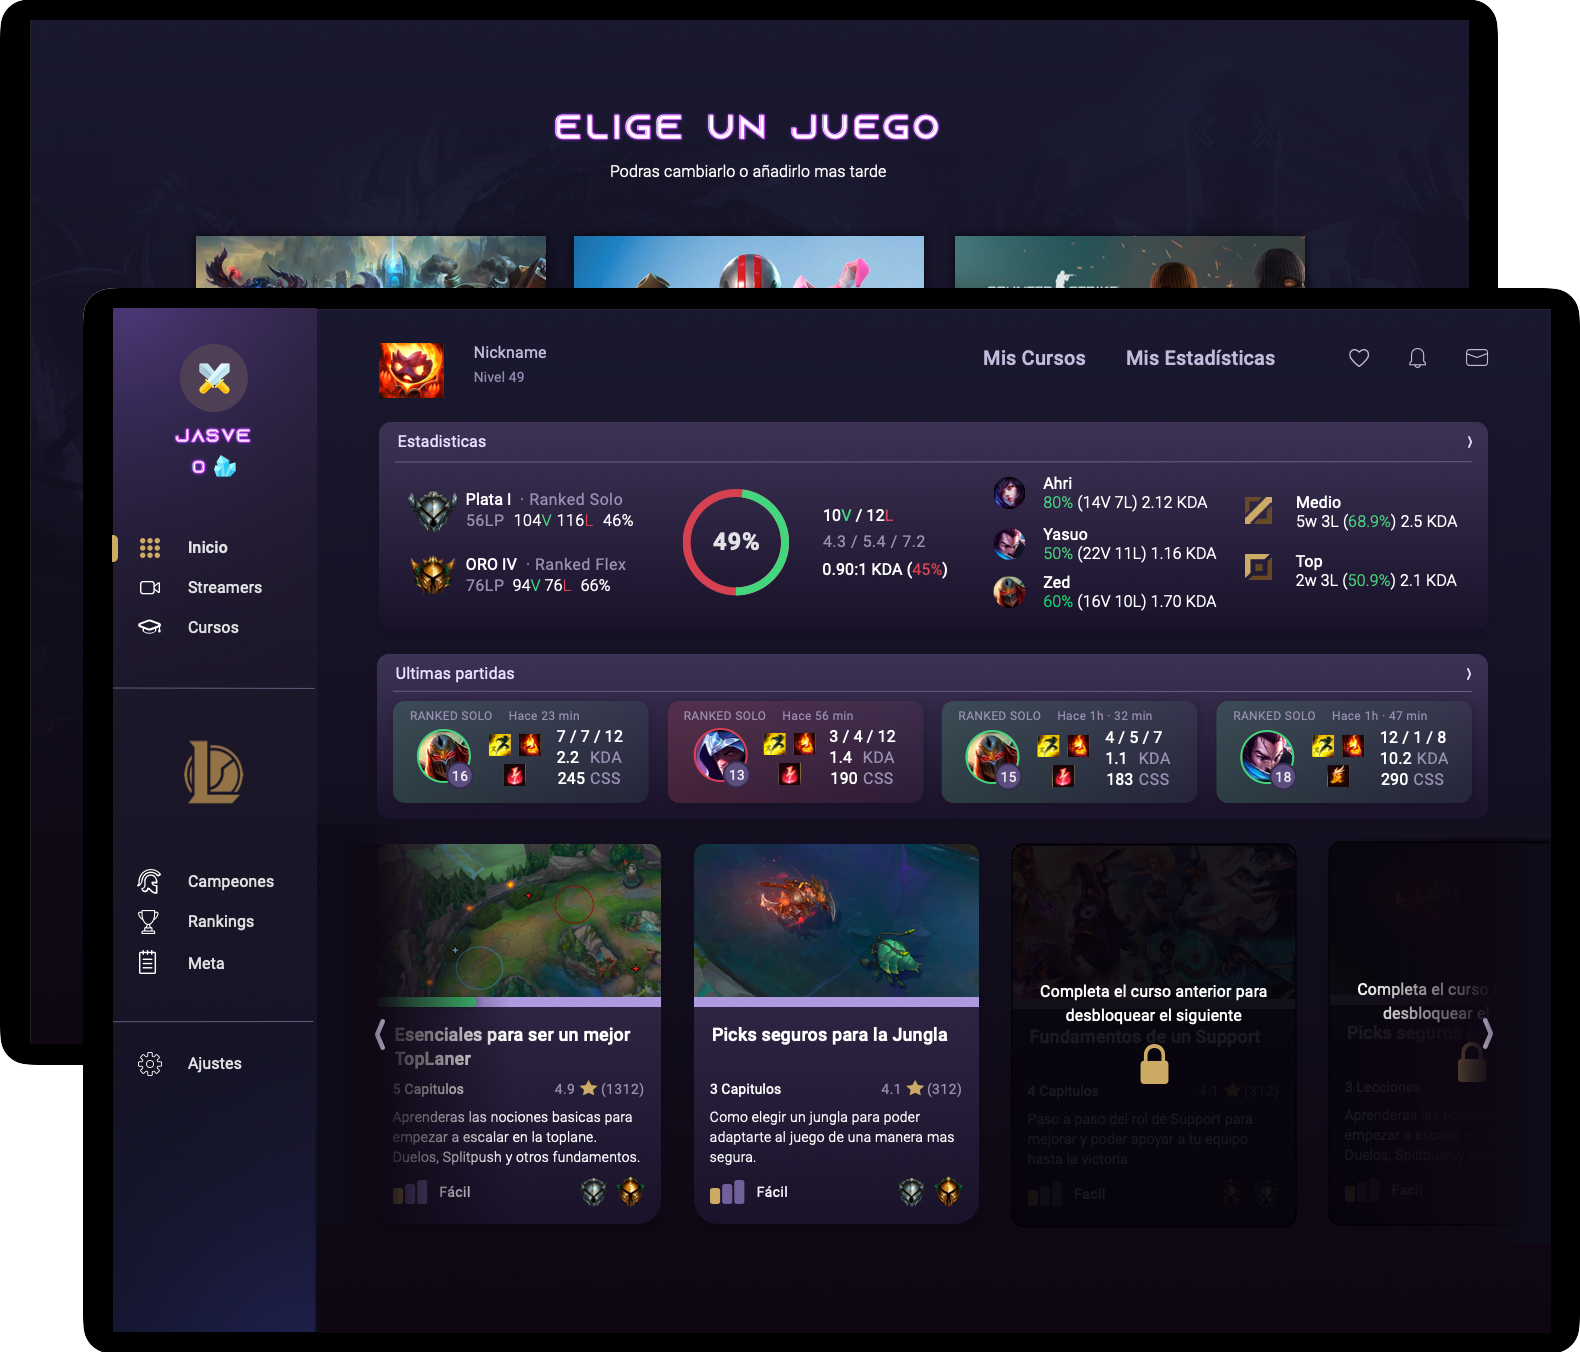 ELIGE UN JUEGO
Podras cambiarlo o añadirlo mas tarde
JASVE
0
Inicio
Streamers
Cursos
Campeones
Rankings
Meta
Ajustes
Nickname
Nivel 49
Mis Cursos
Mis Estadísticas
Estadisticas
Plata I · Ranked Solo
56LP 104V 116L 46%
ORO IV · Ranked Flex
76LP 94V 76L 66%
49%
10V / 12L
4.3 / 5.4 / 7.2
0.90:1 KDA (45%)
Ahri
80% (14V 7L) 2.12 KDA
Yasuo
50% (22V 11L) 1.16 KDA
Zed
60% (16V 10L) 1.70 KDA
Medio
5w 3L (68.9%) 2.5 KDA
Top
2w 3L (50.9%) 2.1 KDA
Ultimas partidas
RANKED SOLO Hace 23 min
7 / 7 / 12
2.2 KDA
16
245 CSS
RANKED SOLO Hace 56 min
3 / 4 / 12
1.4 KDA
13
190 CSS
RANKED SOLO Hace 1h · 32 min
4 / 5 / 7
1.1 KDA
15
183 CSS
RANKED SOLO Hace 1h · 47 min
12 / 1 / 8
10.2 KDA
18
290 CSS
Esenciales para ser un mejor
TopLaner
5 Capitulos 4.9 (1312)
Aprenderas las nociones basicas para
empezar a escalar en la toplane.
Duelos, Splitpush y otros fundamentos.
Fácil
Picks seguros para la Jungla
3 Capitulos 4.1 (312)
Como elegir un jungla para poder
adaptarte al juego de una manera mas
segura.
Fácil
Completa el curso anterior para
desbloquear el siguiente
Fundamentos de un Support
4 Capitulos 4.1 (312)
Paso a paso del rol de Support para
mejorar y poder apoyar a tu equipo
hasta la victoria
Facíl
Completa el curso
desbloquear el
Picks seguros
3 Lecciones
Aprenderas las
empezar a escalar
Duelos, Splitpush
Facíl